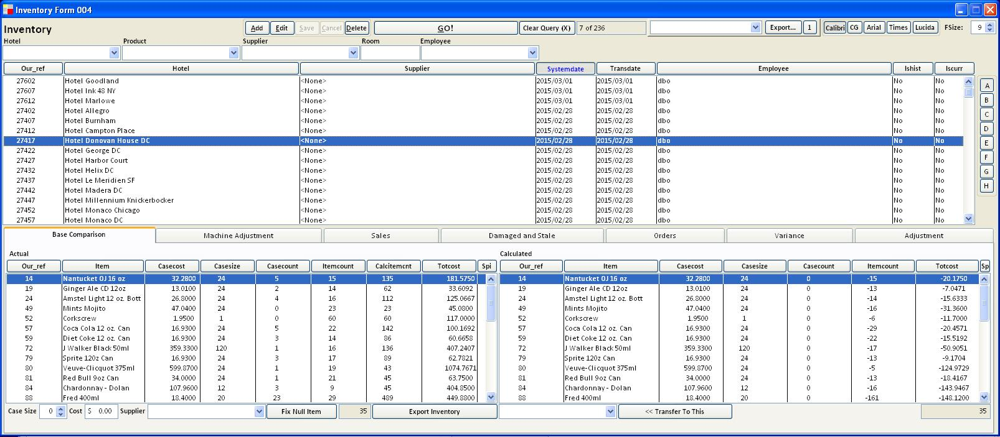 Inventory Form 004
Inventory
Add Edit Save Cancel Delete GO! Clear Query (X) 7 of 236 Export... 1 Calibri CG Arial Times Lucida FSize: 9
Hotel Product Supplier Room Employee
Our_ref Hotel Supplier Systemdate Transdate Employee Ishist Iscurr
27602 Hotel Goodland <None> 2015/03/01 2015/03/01 dbo No No
27607 Hotel Ink 48 NY <None> 2015/03/01 2015/03/01 dbo No No
27612 Hotel Marlowe <None> 2015/03/01 2015/03/01 dbo No No
27402 Hotel Allegro <None> 2015/02/28 2015/02/28 dbo No No
27407 Hotel Burnham <None> 2015/02/28 2015/02/28 dbo No No
27412 Hotel Campton Place <None> 2015/02/28 2015/02/28 dbo No No
27417 Hotel Donovan House DC <None> 2015/02/28 2015/02/28 dbo No No
27422 Hotel George DC <None> 2015/02/28 2015/02/28 dbo No No
27427 Hotel Harbor Court <None> 2015/02/28 2015/02/28 dbo No No
27432 Hotel Helix DC <None> 2015/02/28 2015/02/28 dbo No No
27437 Hotel Le Meridien SF <None> 2015/02/28 2015/02/28 dbo No No
27442 Hotel Madera DC <None> 2015/02/28 2015/02/28 dbo No No
27447 Hotel Millennium Knickerbocker <None> 2015/02/28 2015/02/28 dbo No No
27452 Hotel Monaco Chicago <None> 2015/02/28 2015/02/28 dbo No No
27457 Hotel Monaco DC <None> 2015/02/28 2015/02/28 dbo No No
A
B
C
D
E
F
G
H
Base Comparison Machine Adjustment Sales Damaged and Stale Orders Variance Adjustment
Actual Calculated
Our_ref Item Casecost Casesize Casecount Itemcount Calcitemcnt Totcost Spi Our_ref Item Casecost Casesize Casecount Itemcount Totcost Sp
14 Nantucket OJ 16 oz 32.2800 24 5 15 135 181.5750 14 Nantucket OJ 16 oz 32.2800 24 0 -15 -20.1750
19 Ginger Ale CD 12oz 13.0100 24 2 14 62 33.6092 19 Ginger Ale CD 12oz 13.0100 24 0 -13 -7.0471
24 Amstel Light 12 oz. Bott 26.8000 24 4 16 112 125.0667 24 Amstel Light 12 oz. Bott 26.8000 24 0 -14 -15.6333
49 Mints Mojito 47.0400 24 0 23 23 45.0800 49 Mints Mojito 47.0400 24 0 -16 -31.3600
52 Corkscrew 1.9500 1 0 60 60 117.0000 52 Corkscrew 1.9500 1 0 -6 -11.7000
57 Coca Cola 12 oz. Can 16.9300 24 5 22 142 100.1692 57 Coca Cola 12 oz. Can 16.9300 24 0 -29 -20.4571
59 Diet Coke 12 oz. Can 16.9300 24 3 14 86 60.6658 59 Diet Coke 12 oz. Can 16.9300 24 0 -22 -15.5192
72 J Walker Black 50ml 359.3300 120 1 16 136 407.2407 72 J Walker Black 50ml 359.3300 120 0 -17 -50.9051
79 Sprite 12oz Can 16.9300 24 3 17 89 62.7821 79 Sprite 12oz Can 16.9300 24 0 -13 -9.1704
80 Veuve-Clicquot 375ml 599.8700 24 1 19 43 1074.7671 80 Veuve-Clicquot 375ml 599.8700 24 0 -5 -124.9729
81 Red Bull 9oz Can 34.0000 24 1 21 45 63.7500 81 Red Bull 9oz Can 34.0000 24 0 -13 -18.4167
84 Chardonnay - Dolan 107.9600 12 3 9 45 404.8500 84 Chardonnay - Dolan 107.9600 12 0 -16 -143.9467
88 Fred 400ml 18.4000 20 23 29 489 449.8800 88 Fred 400ml 18.4000 20 0 -161 -148.1200
Case Size 0 Cost $ 0.00 Supplier Fix Null Item 35 Export Inventory << Transfer To This 35